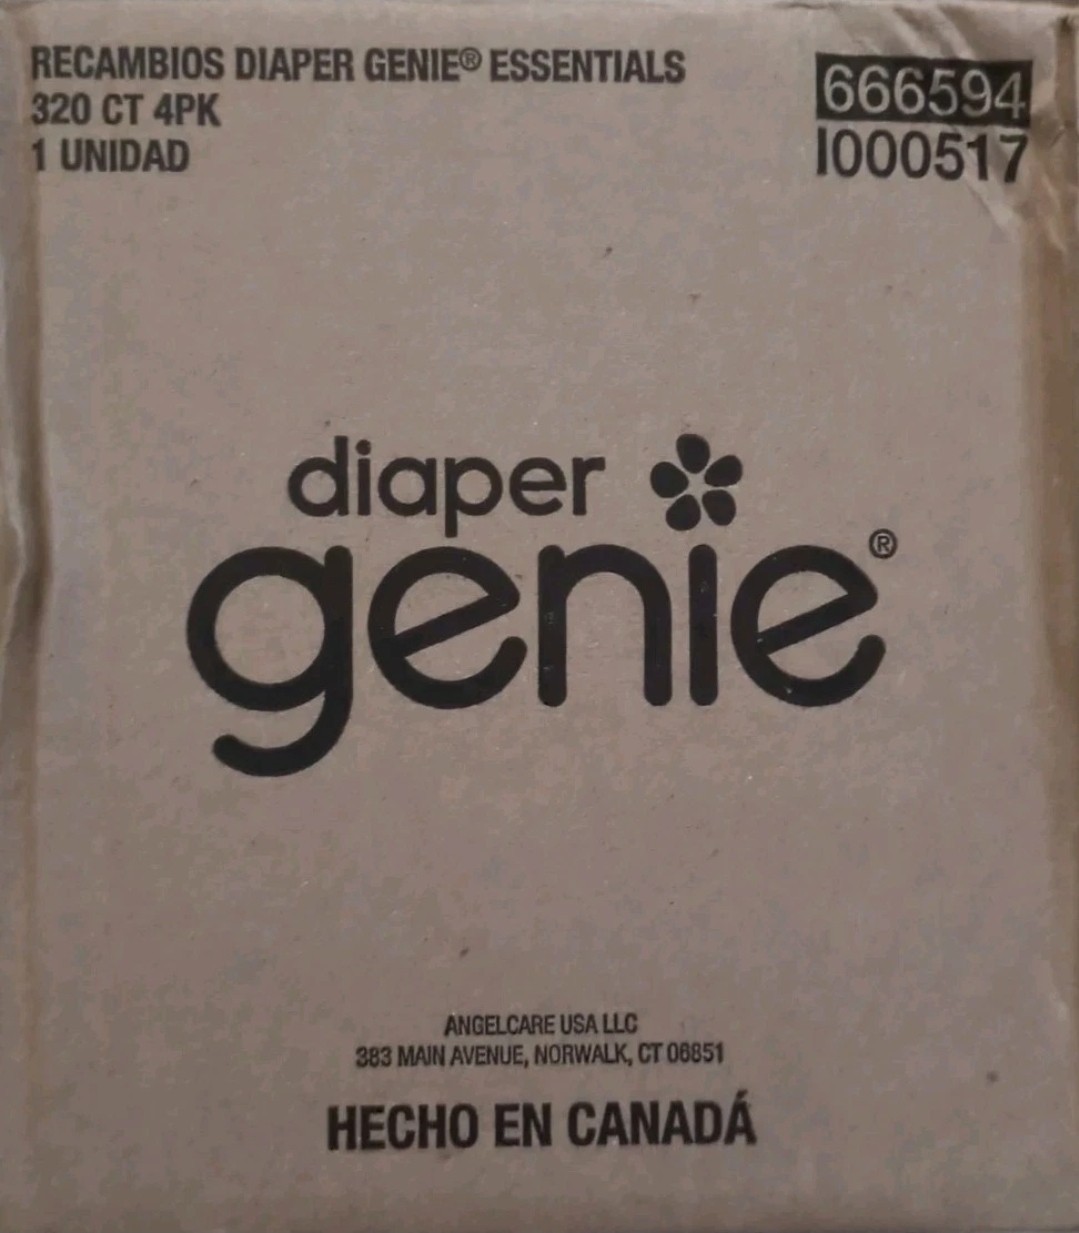 RECAMBIOS DIAPER GENIE® ESSENTIALS
320 CT 4PK
1 UNIDAD
666594
I000517
diaper
genie®
ANGELCARE USA LLC
383 MAIN AVENUE, NORWALK, CT 06851
HECHO EN CANADÁ